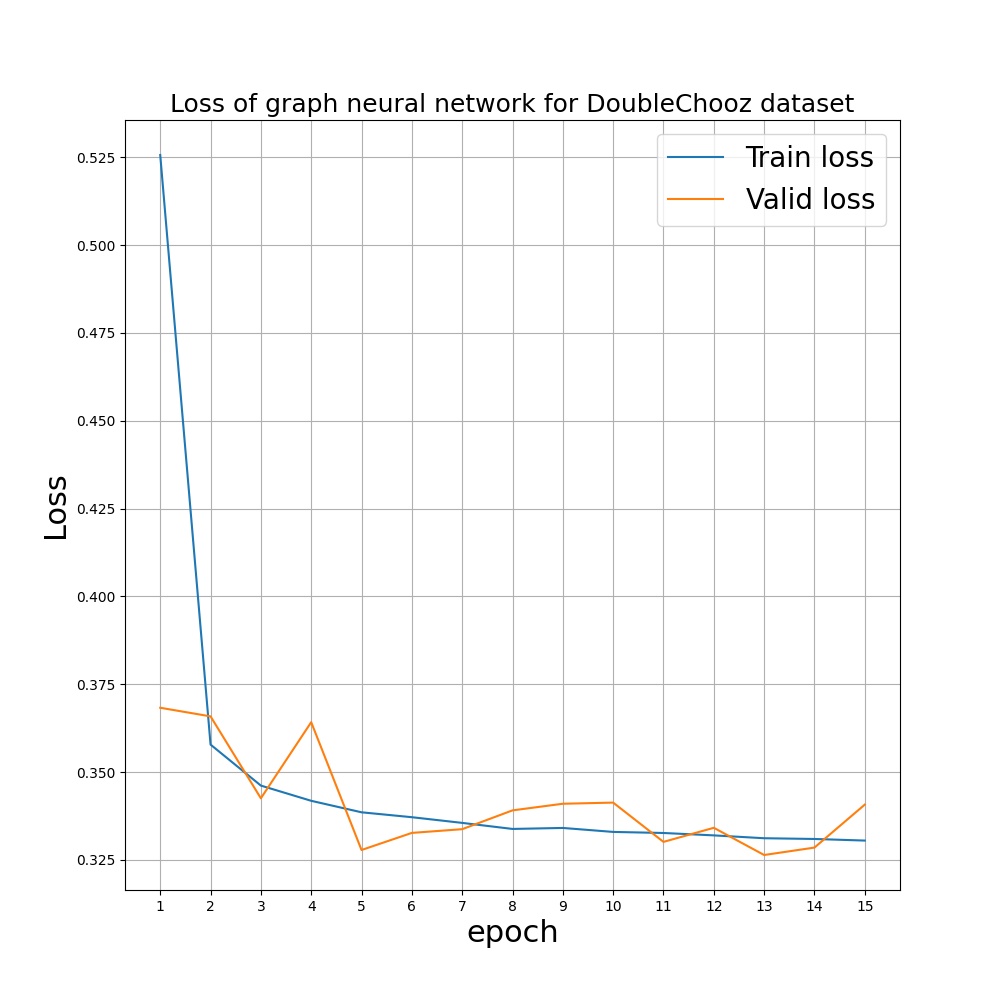 Loss of graph neural network for DoubleChooz dataset
Train loss
Valid loss
Loss
0.525
0.500
0.475
0.450
0.425
0.400
0.375
0.350
0.325
1 2 3 4 5 6 7 8 9 10 11 12 13 14 15
epoch